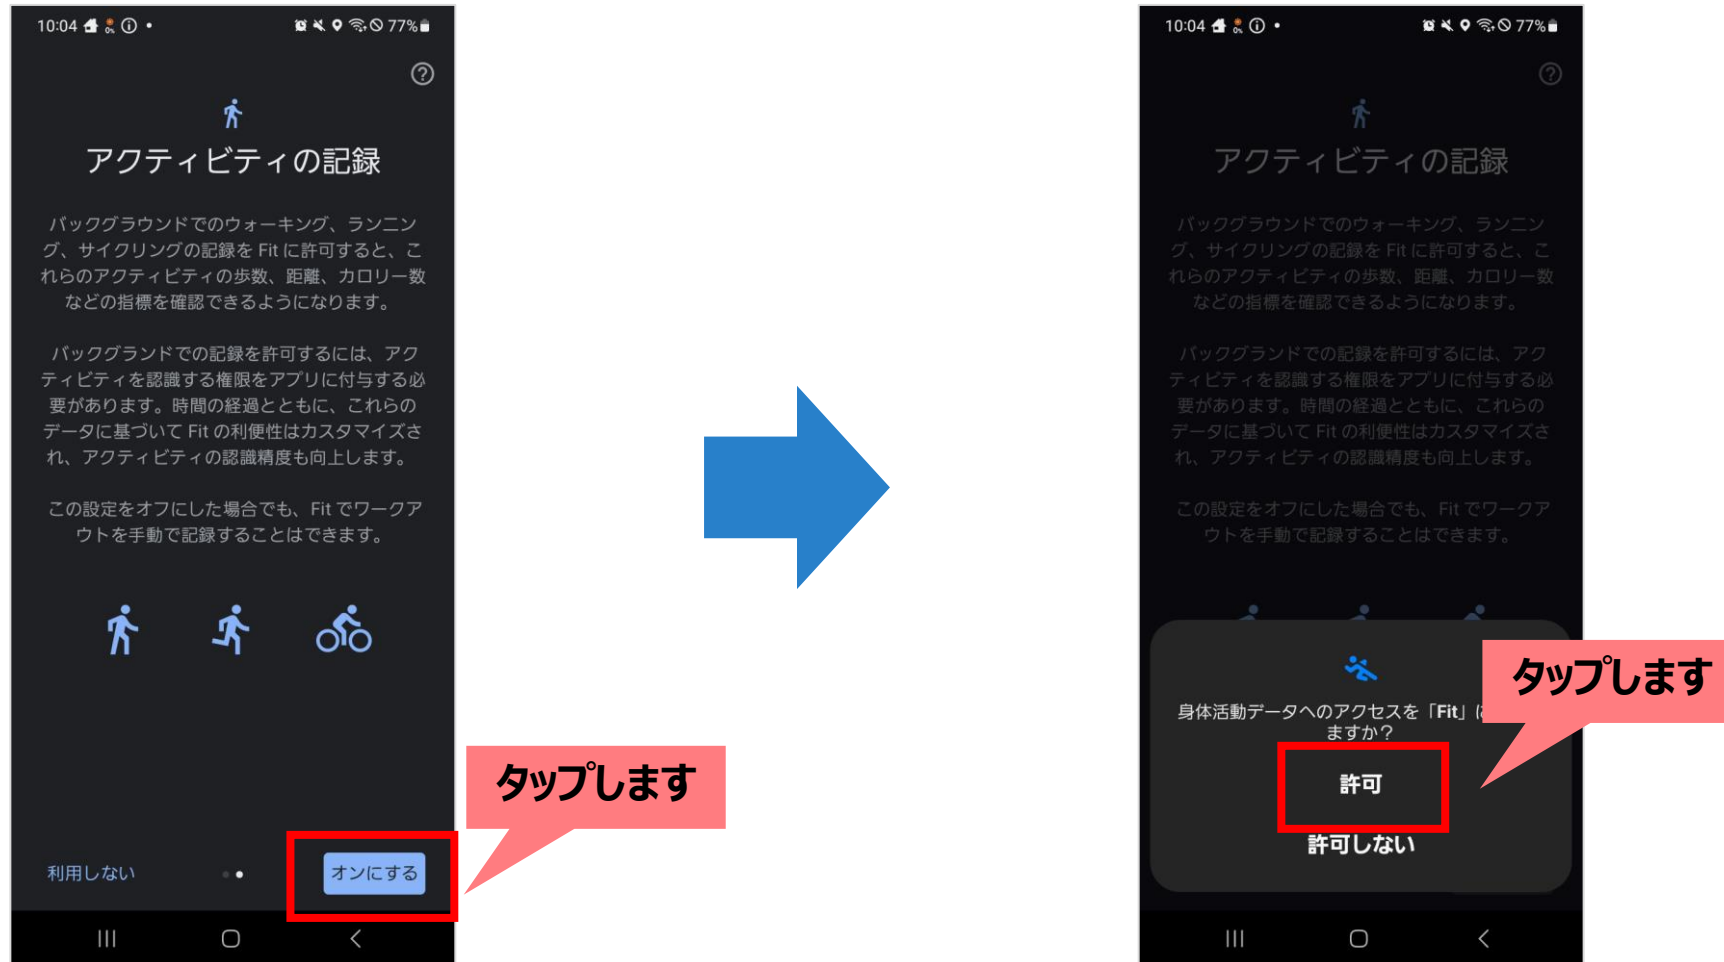 10:04
77%
アクティビティの記録
バックグラウンドでのウォーキング、ランニン
グ、サイクリングの記録を Fit に許可すると、こ
れらのアクティビティの歩数、距離、カロリー数
などの指標を確認できるようになります。
バックグランドでの記録を許可するには、アク
ティビティを認識する権限をアプリに付与する必
要があります。時間の経過とともに、これらの
データに基づいて Fit の利便性はカスタマイズさ
れ、アクティビティの認識精度も向上します。
この設定をオフにした場合でも、Fit でワークア
ウトを手動で記録することはできます。
利用しない
オンにする
タップします
10:04
77%
アクティビティの記録
バックグラウンドでのウォーキング、ランニン
グ、サイクリングの記録を Fit に許可すると、こ
れらのアクティビティの歩数、距離、カロリー数
などの指標を確認できるようになります。
バックグランドでの記録を許可するには、アク
ティビティを認識する権限をアプリに付与する必
要があります。時間の経過とともに、これらの
データに基づいて Fit の利便性はカスタマイズさ
れ、アクティビティの認識精度も向上します。
この設定をオフにした場合でも、Fit でワークア
ウトを手動で記録することはできます。
身体活動データへのアクセスを「Fit」に
ますか？
許可
許可しない
タップします